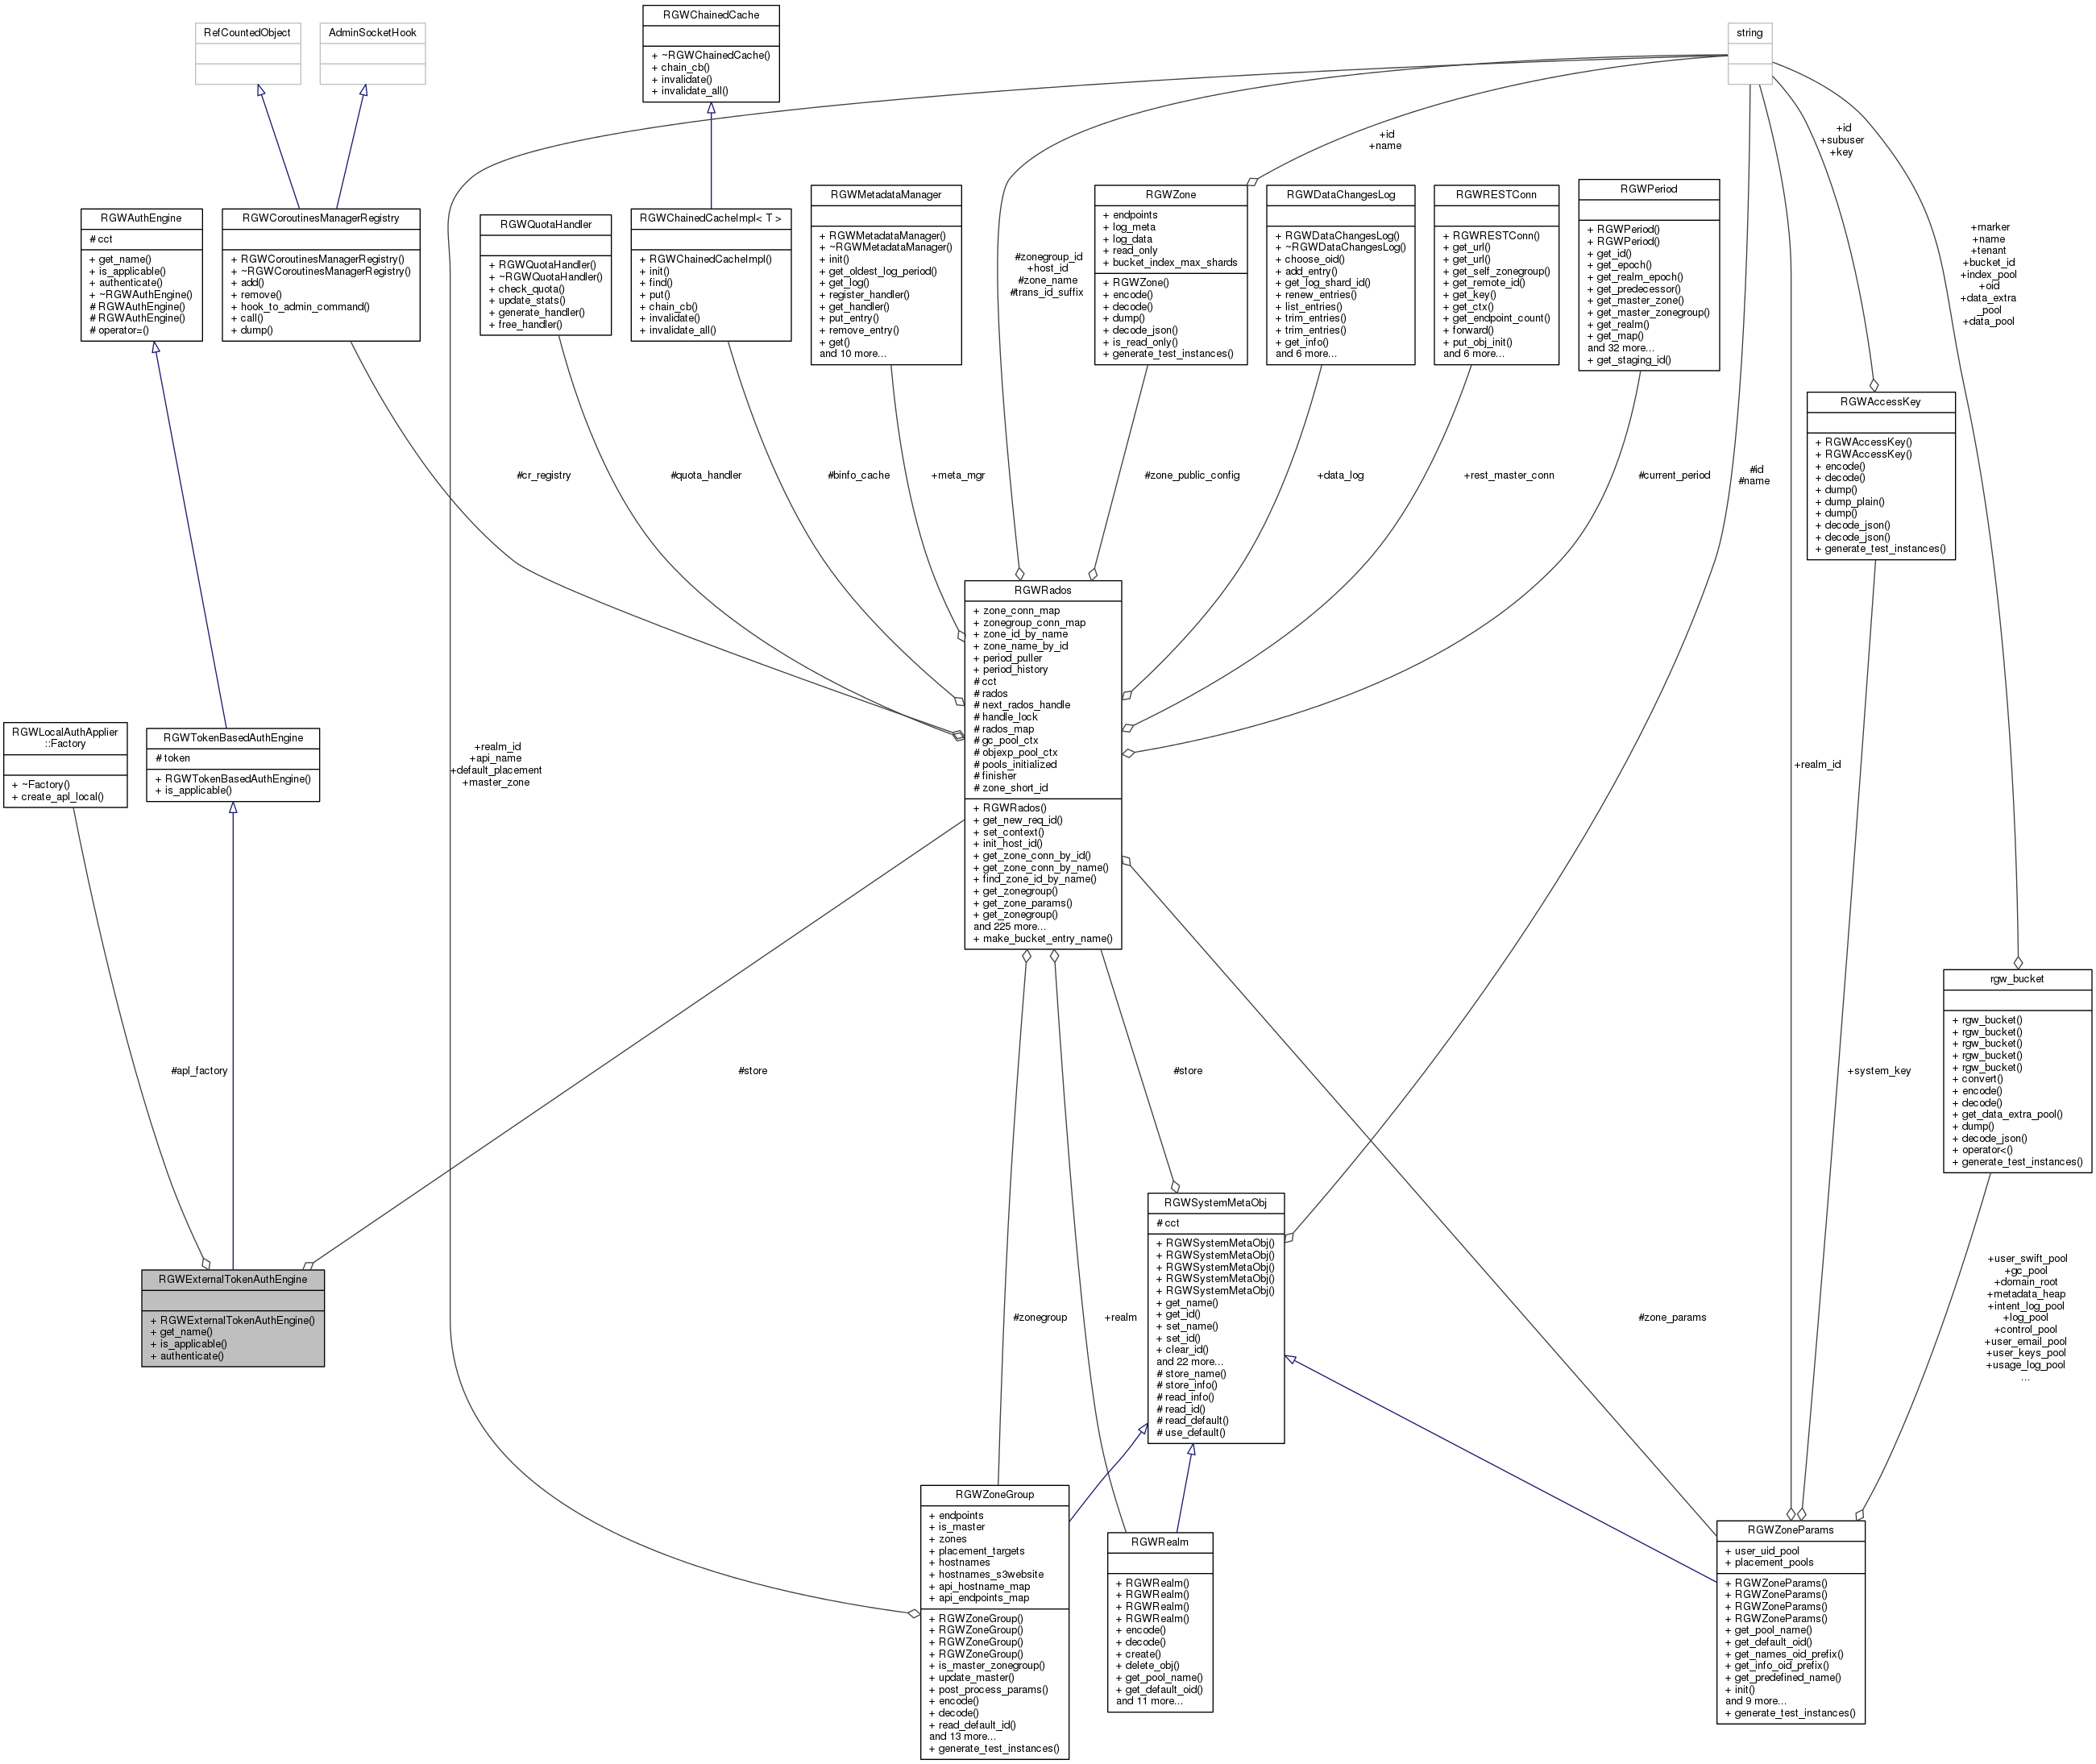 RefCountedObject
AdminSocketHook
RGWChainedCache
+ ~RGWChainedCache()
+ chain_cb()
+ invalidate()
+ invalidate_all()
string
+id
+name
+id
+subuser
+key
RGWAuthEngine
# cct
+ get_name()
+ is_applicable()
+ authenticate()
+ ~RGWAuthEngine()
# RGWAuthEngine()
# RGWAuthEngine()
# operator=()
RGWCoroutinesManagerRegistry
+ RGWCoroutinesManagerRegistry()
+ ~RGWCoroutinesManagerRegistry()
+ add()
+ remove()
+ hook_to_admin_command()
+ call()
+ dump()
RGWQuotaHandler
+ RGWQuotaHandler()
+ ~RGWQuotaHandler()
+ check_quota()
+ update_stats()
+ generate_handler()
+ free_handler()
RGWChainedCacheImpl< T >
+ RGWChainedCacheImpl()
+ init()
+ find()
+ put()
+ chain_cb()
+ invalidate()
+ invalidate_all()
RGWMetadataManager
+ RGWMetadataManager()
+ ~RGWMetadataManager()
+ init()
+ get_oldest_log_period()
+ get_log()
+ register_handler()
+ get_handler()
+ put_entry()
+ remove_entry()
+ get()
and 10 more...
#zonegroup_id
+host_id
#zone_name
#trans_id_suffix
RGWZone
+ endpoints
+ log_meta
+ log_data
+ read_only
+ bucket_index_max_shards
+ RGWZone()
+ encode()
+ decode()
+ dump()
+ decode_json()
+ is_read_only()
+ generate_test_instances()
RGWDataChangesLog
+ RGWDataChangesLog()
+ ~RGWDataChangesLog()
+ choose_oid()
+ add_entry()
+ get_log_shard_id()
+ renew_entries()
+ list_entries()
+ trim_entries()
+ trim_entries()
+ get_info()
and 6 more...
RGWRESTConn
+ RGWRESTConn()
+ get_url()
+ get_url()
+ get_self_zonegroup()
+ get_remote_id()
+ get_key()
+ get_ctx()
+ get_endpoint_count()
+ forward()
+ put_obj_init()
and 6 more...
RGWPeriod
+ RGWPeriod()
+ RGWPeriod()
+ get_id()
+ get_epoch()
+ get_realm_epoch()
+ get_predecessor()
+ get_master_zone()
+ get_master_zonegroup()
+ get_realm()
+ get_map()
and 32 more...
+ get_staging_id()
+marker
+name
+tenant
+bucket_id
+index_pool
+oid
+data_extra
_pool
+data_pool
RGWAccessKey
+ RGWAccessKey()
+ RGWAccessKey()
+ encode()
+ decode()
+ dump()
+ dump_plain()
+ dump()
+ decode_json()
+ decode_json()
+ generate_test_instances()
#cr_registry
#quota_handler
#binfo_cache
+meta_mgr
#zone_public_config
+data_log
+rest_master_conn
#current_period
#id
#name
RGWRados
+ zone_conn_map
+ zonegroup_conn_map
+ zone_id_by_name
+ zone_name_by_id
+ period_puller
+ period_history
# cct
# rados
# next_rados_handle
# handle_lock
# rados_map
# gc_pool_ctx
# objexp_pool_ctx
# pools_initialized
# finisher
# zone_short_id
+ RGWRados()
+ get_new_req_id()
+ set_context()
+ init_host_id()
+ get_zone_conn_by_id()
+ get_zone_conn_by_name()
+ find_zone_id_by_name()
+ get_zonegroup()
+ get_zone_params()
+ get_zonegroup()
and 225 more...
+ make_bucket_entry_name()
RGWLocalAuthApplier
::Factory
+ ~Factory()
+ create_apl_local()
RGWTokenBasedAuthEngine
# token
+ RGWTokenBasedAuthEngine()
+ is_applicable()
+realm_id
+api_name
+default_placement
+master_zone
+realm_id
rgw_bucket
+ rgw_bucket()
+ rgw_bucket()
+ rgw_bucket()
+ rgw_bucket()
+ rgw_bucket()
+ convert()
+ encode()
+ decode()
+ get_data_extra_pool()
+ dump()
+ decode_json()
+ operator<()
+ generate_test_instances()
#apl_factory
#store
#store
+system_key
RGWSystemMetaObj
# cct
+ RGWSystemMetaObj()
+ RGWSystemMetaObj()
+ RGWSystemMetaObj()
+ RGWSystemMetaObj()
+ RGWSystemMetaObj()
+ get_name()
+ get_id()
+ set_name()
+ set_id()
+ clear_id()
and 22 more...
# store_name()
# store_info()
# read_info()
# read_id()
# read_default()
# use_default()
RGWExternalTokenAuthEngine
+ RGWExternalTokenAuthEngine()
+ get_name()
+ is_applicable()
+ authenticate()
#zonegroup
+realm
#zone_params
+user_swift_pool
+gc_pool
+domain_root
+metadata_heap
+intent_log_pool
+log_pool
+control_pool
+user_email_pool
+user_keys_pool
+usage_log_pool
...
RGWZoneGroup
+ endpoints
+ is_master
+ zones
+ placement_targets
+ hostnames
+ hostnames_s3website
+ api_hostname_map
+ api_endpoints_map
+ RGWZoneGroup()
+ RGWZoneGroup()
+ RGWZoneGroup()
+ RGWZoneGroup()
+ is_master_zonegroup()
+ update_master()
+ post_process_params()
+ encode()
+ decode()
+ read_default_id()
and 13 more...
+ generate_test_instances()
RGWRealm
+ RGWRealm()
+ RGWRealm()
+ RGWRealm()
+ RGWRealm()
+ encode()
+ decode()
+ create()
+ delete_obj()
+ get_pool_name()
+ get_default_oid()
and 11 more...
RGWZoneParams
+ user_uid_pool
+ placement_pools
+ RGWZoneParams()
+ RGWZoneParams()
+ RGWZoneParams()
+ RGWZoneParams()
+ get_pool_name()
+ get_default_oid()
+ get_names_oid_prefix()
+ get_info_oid_prefix()
+ get_predefined_name()
+ init()
and 9 more...
+ generate_test_instances()